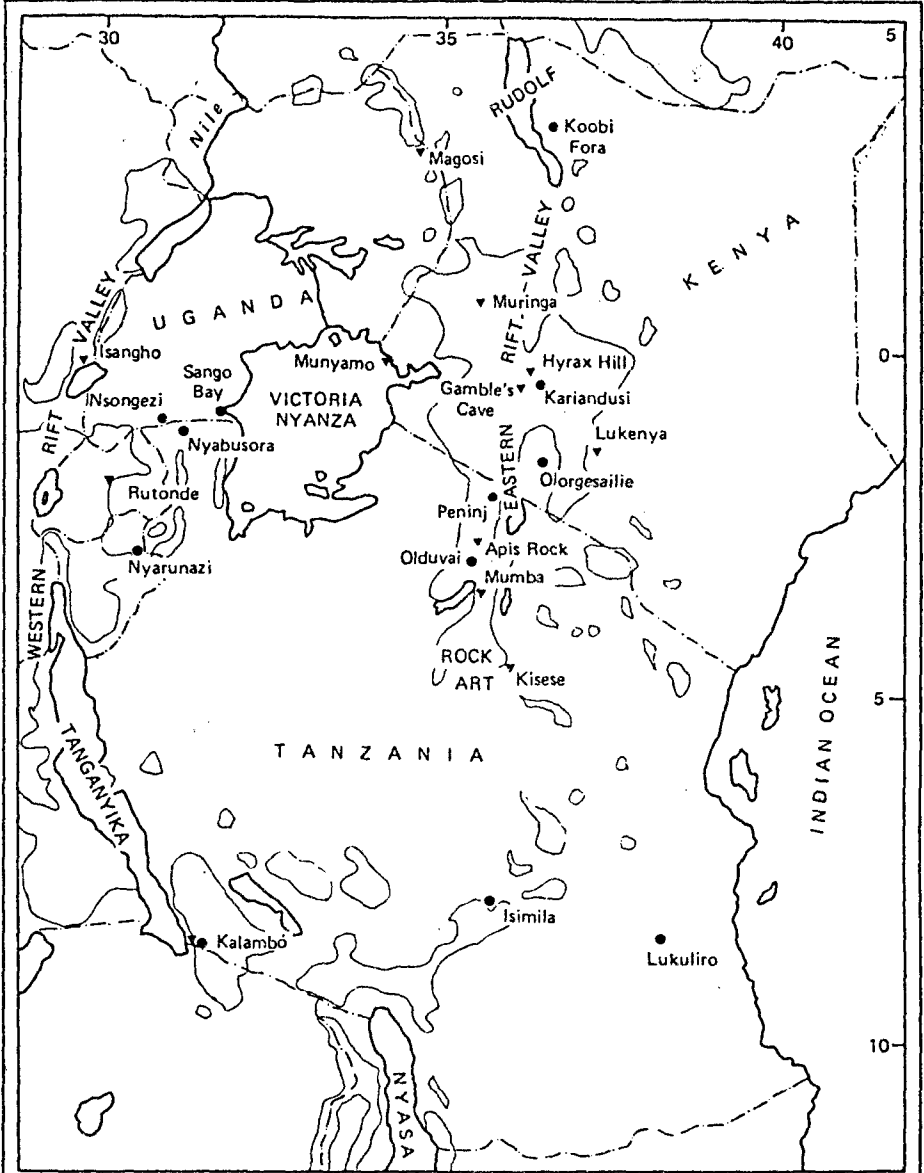 30
35
40
5
Nile
RUDOLF
Koobi
Fora
Magosi
KENYA
RIFT VALLEY
UGANDA
Muringa
VALLEY
Isangho
Sango
Bay
Munyamo
Hyrax Hill
0
Gamble's
Cave
Kariandusi
VICTORIA
NYANZA
Nsongezi
Lukenya
RIFT
Nyabusora
EASTERN
Olorgesailie
Rutonde
Peninj
Apis Rock
Olduvai
Nyarunazi
Mumba
WESTERN
ROCK
ART
Kisese
5
INDIAN OCEAN
TANZANIA
TANGANYIKA
Isimila
Kalambo
Lukuliro
10
NYASA